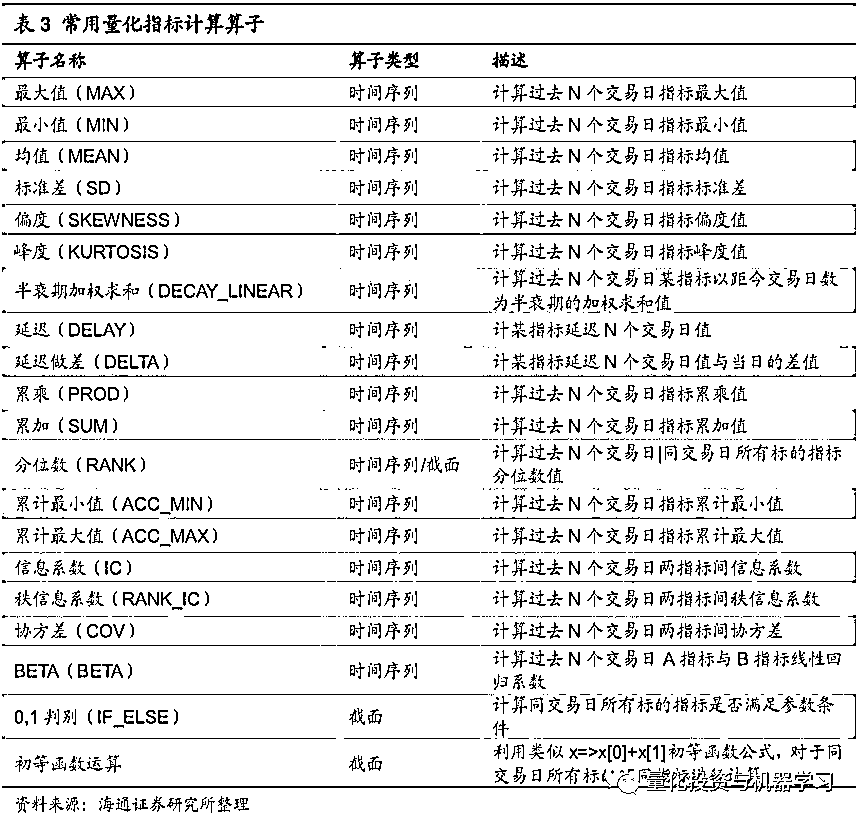 表 3 常用量化指标计算算子
算子名称 算子类型 描述
最大值（MAX） 时间序列 计算过去 N 个交易日指标最大值
最小值（MIN） 时间序列 计算过去 N 个交易日指标最小值
均值（MEAN） 时间序列 计算过去 N 个交易日指标均值
标准差（SD） 时间序列 计算过去 N 个交易日指标标准差
偏度（SKEWNESS） 时间序列 计算过去 N 个交易日指标偏度值
峰度（KURTOSIS） 时间序列 计算过去 N 个交易日指标峰度值
半衰期加权求和（DECAY_LINEAR） 时间序列 计算过去 N 个交易日某指标以距今交易日数
为半衰期的加权求和值
延迟（DELAY） 时间序列 计某指标延迟 N 个交易日值
延迟做差（DELTA） 时间序列 计某指标延迟 N 个交易日值与当日的差值
累乘（PROD） 时间序列 计算过去 N 个交易日指标累乘值
累加（SUM） 时间序列 计算过去 N 个交易日指标累加值
分位数（RANK） 时间序列/截面 计算过去 N 个交易日|同交易日所有标的指标
分位数值
累计最小值（ACC_MIN） 时间序列 计算过去 N 个交易日指标累计最小值
累计最大值（ACC_MAX） 时间序列 计算过去 N 个交易日指标累计最大值
信息系数（IC） 时间序列 计算过去 N 个交易日两指标间信息系数
秩信息系数（RANK_IC） 时间序列 计算过去 N 个交易日两指标间秩信息系数
协方差（COV） 时间序列 计算过去 N 个交易日两指标间协方差
BETA（BETA） 时间序列 计算过去 N 个交易日 A 指标与 B 指标线性回
归系数
0,1 判别（IF_ELSE） 截面 计算同交易日所有标的指标是否满足参数条
件
初等函数运算 截面 利用类似 x=>x[0]+x[1]初等函数公式，对于同
交易日所有标 同指标进行计算
量化投资与机器学习
资料来源：海通证券研究所整理